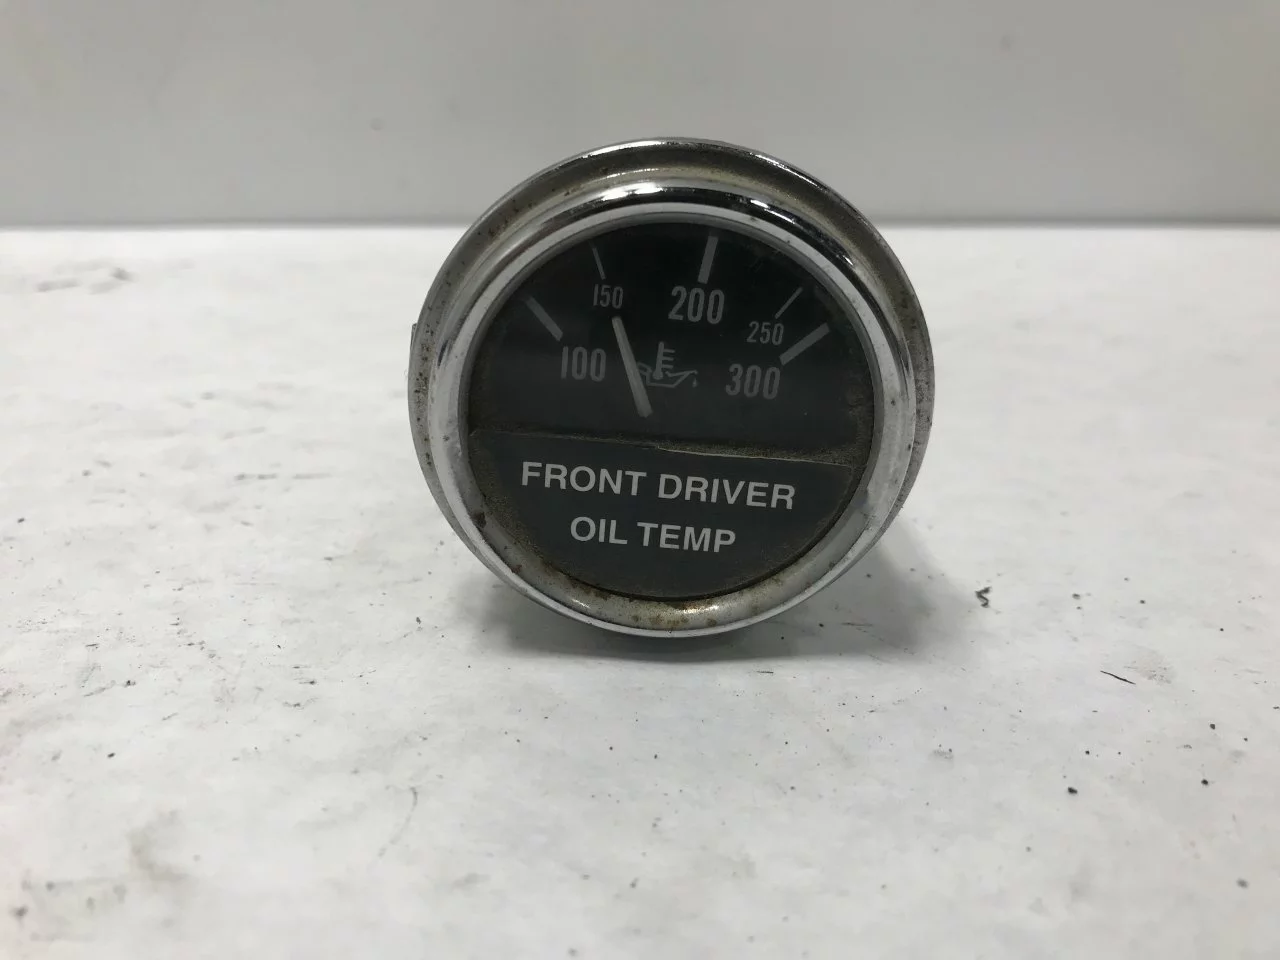 150 200 250
100 300
FRONT DRIVER
OIL TEMP